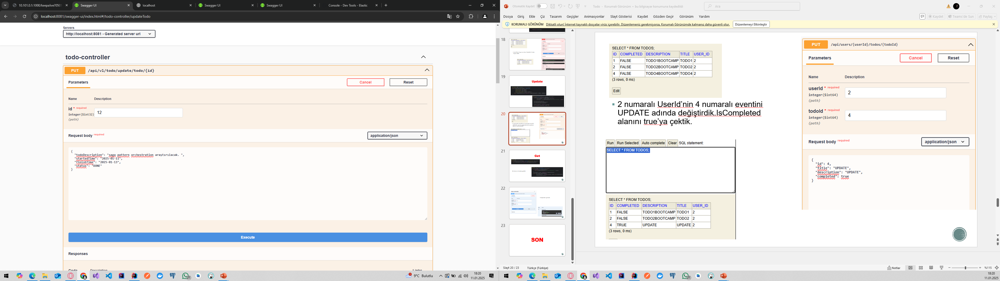 10.101.0.1:1000/keepalive?050
Swagger UI
localhost
Swagger UI
Swagger UI
Console - Dev Tools - Elastic
localhost:8081/swagger-ui/index.html#/todo-controller/updateTodo
Servers
http://localhost:8081 - Generated server url
todo-controller
PUT /api/v1/todo/update/todo/{id}
Parameters
Cancel
Reset
Name Description
id * required
integer($int32)
(path)
12
Request body required
application/json
{
"todoDescription": "saga pattern orchestration araştırılacak. ",
"startedTime": "2025-01-11",
"finishTime": "2025-01-13",
"status": "DONE"
}
Execute
Responses
Code Description Links
9°C Bulutlu
18:20
11.01.2025
Otomatik Kaydet
Todo - Korumalı Görünüm • bu bilgisayar konumuna kaydedildi
Ara
Dosya Giriş Ekle Çiz Tasarım Geçişler Animasyonlar Slayt Gösterisi Kaydet Gözden Geçir Görünüm Yardım
Kaydet
Teams'de Sun
Paylaş
KORUMALI GÖRÜNÜM Dikkatli olun! İnternet kaynaklı dosyalar virüs içerebilir. Düzenlemeniz gerekmiyorsa, Korumalı Görünümde kalmanız daha güvenli olur.
Düzenlemeyi Etkinleştir
18
19
Update
20
21
Get
22
23
SON
SELECT * FROM TODOS;
ID COMPLETED DESCRIPTION TITLE USER_ID
1 FALSE TODO1BOOTCAMP TODO1 2
2 FALSE TODO2BOOTCAMP TODO2 2
4 FALSE TODO4BOOTCAMP TODO4 2
(3 rows, 0 ms)
Edit
2 numaralı UserId’nin 4 numaralı eventini
UPDATE adında değiştirdik.IsCompleted
alanını true’ya çektik.
Run Run Selected Auto complete Clear SQL statement:
SELECT * FROM TODOS;
SELECT * FROM TODOS;
ID COMPLETED DESCRIPTION TITLE USER_ID
1 FALSE TODO1BOOTCAMP TODO1 2
2 FALSE TODO2BOOTCAMP TODO2 2
4 TRUE UPDATE UPDATE 2
(3 rows, 0 ms)
PUT /api/users/{userId}/todos/{todoId}
Parameters
Cancel
Reset
Name Description
userId * required
integer($int64)
(path)
2
todoId * required
integer($int64)
(path)
4
Request body required
application/json
{
"id": 4,
"title": "UPDATE",
"description": "UPDATE",
"completed": true
}
Slayt 20 / 23
Türkçe (Türkiye)
Notlar
%115
18:20
11.01.2025